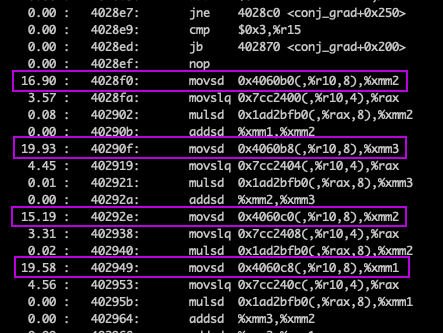 0.00 : 4028e7: jne 4028c0 <conj_grad+0x250>
0.00 : 4028e9: cmp $0x3,%r15
0.00 : 4028ed: jb 402870 <conj_grad+0x200>
0.00 : 4028ef: nop
16.90 : 4028f0: movsd 0x4060b0(,%r10,8),%xmm2
3.57 : 4028fa: movslq 0x7cc2400(,%r10,4),%rax
0.08 : 402902: mulsd 0x1ad2bfb0(,%rax,8),%xmm2
0.00 : 40290b: addsd %xmm1,%xmm2
19.93 : 40290f: movsd 0x4060b8(,%r10,8),%xmm3
4.45 : 402919: movslq 0x7cc2404(,%r10,4),%rax
0.01 : 402921: mulsd 0x1ad2bfb0(,%rax,8),%xmm3
0.00 : 40292a: addsd %xmm2,%xmm3
15.19 : 40292e: movsd 0x4060c0(,%r10,8),%xmm2
3.31 : 402938: movslq 0x7cc2408(,%r10,4),%rax
0.02 : 402940: mulsd 0x1ad2bfb0(,%rax,8),%xmm2
19.58 : 402949: movsd 0x4060c8(,%r10,8),%xmm1
4.56 : 402953: movslq 0x7cc240c(,%r10,4),%rax
0.00 : 40295b: mulsd 0x1ad2bfb0(,%rax,8),%xmm1
0.00 : 402964: addsd %xmm3,%xmm2